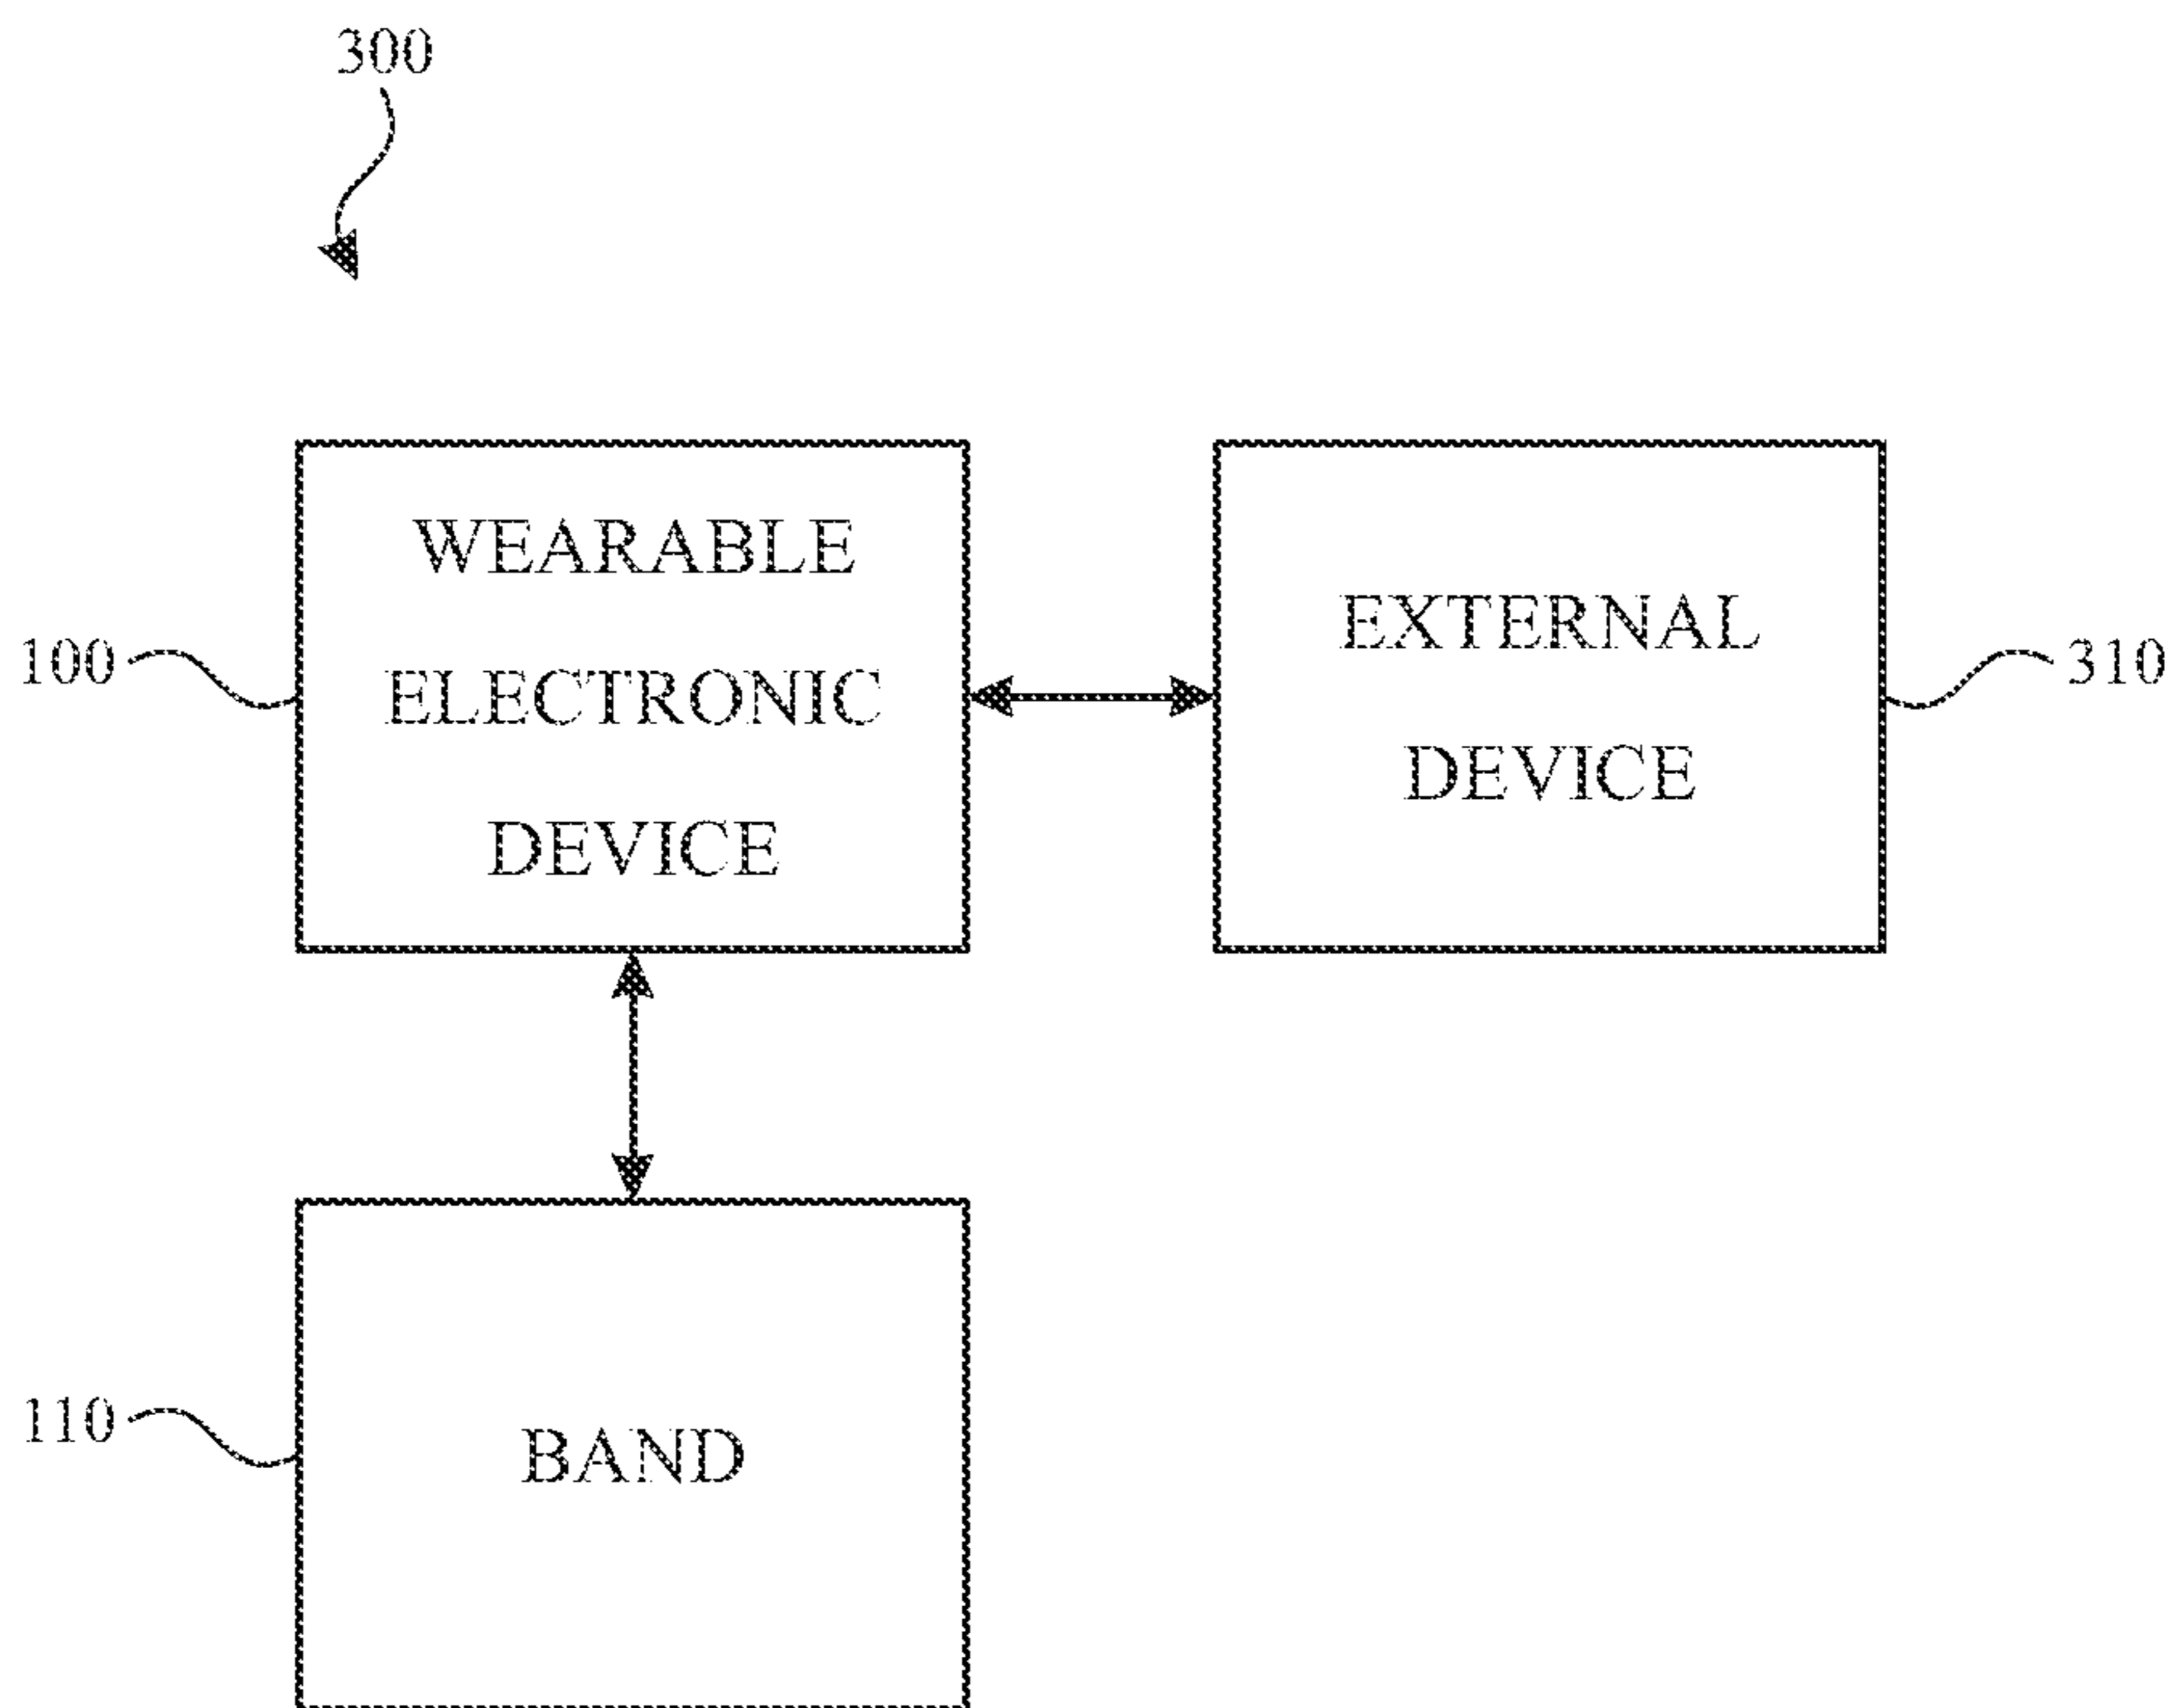 300
WEARABLE
ELECTRONIC
DEVICE
100
EXTERNAL
DEVICE
310
BAND
110